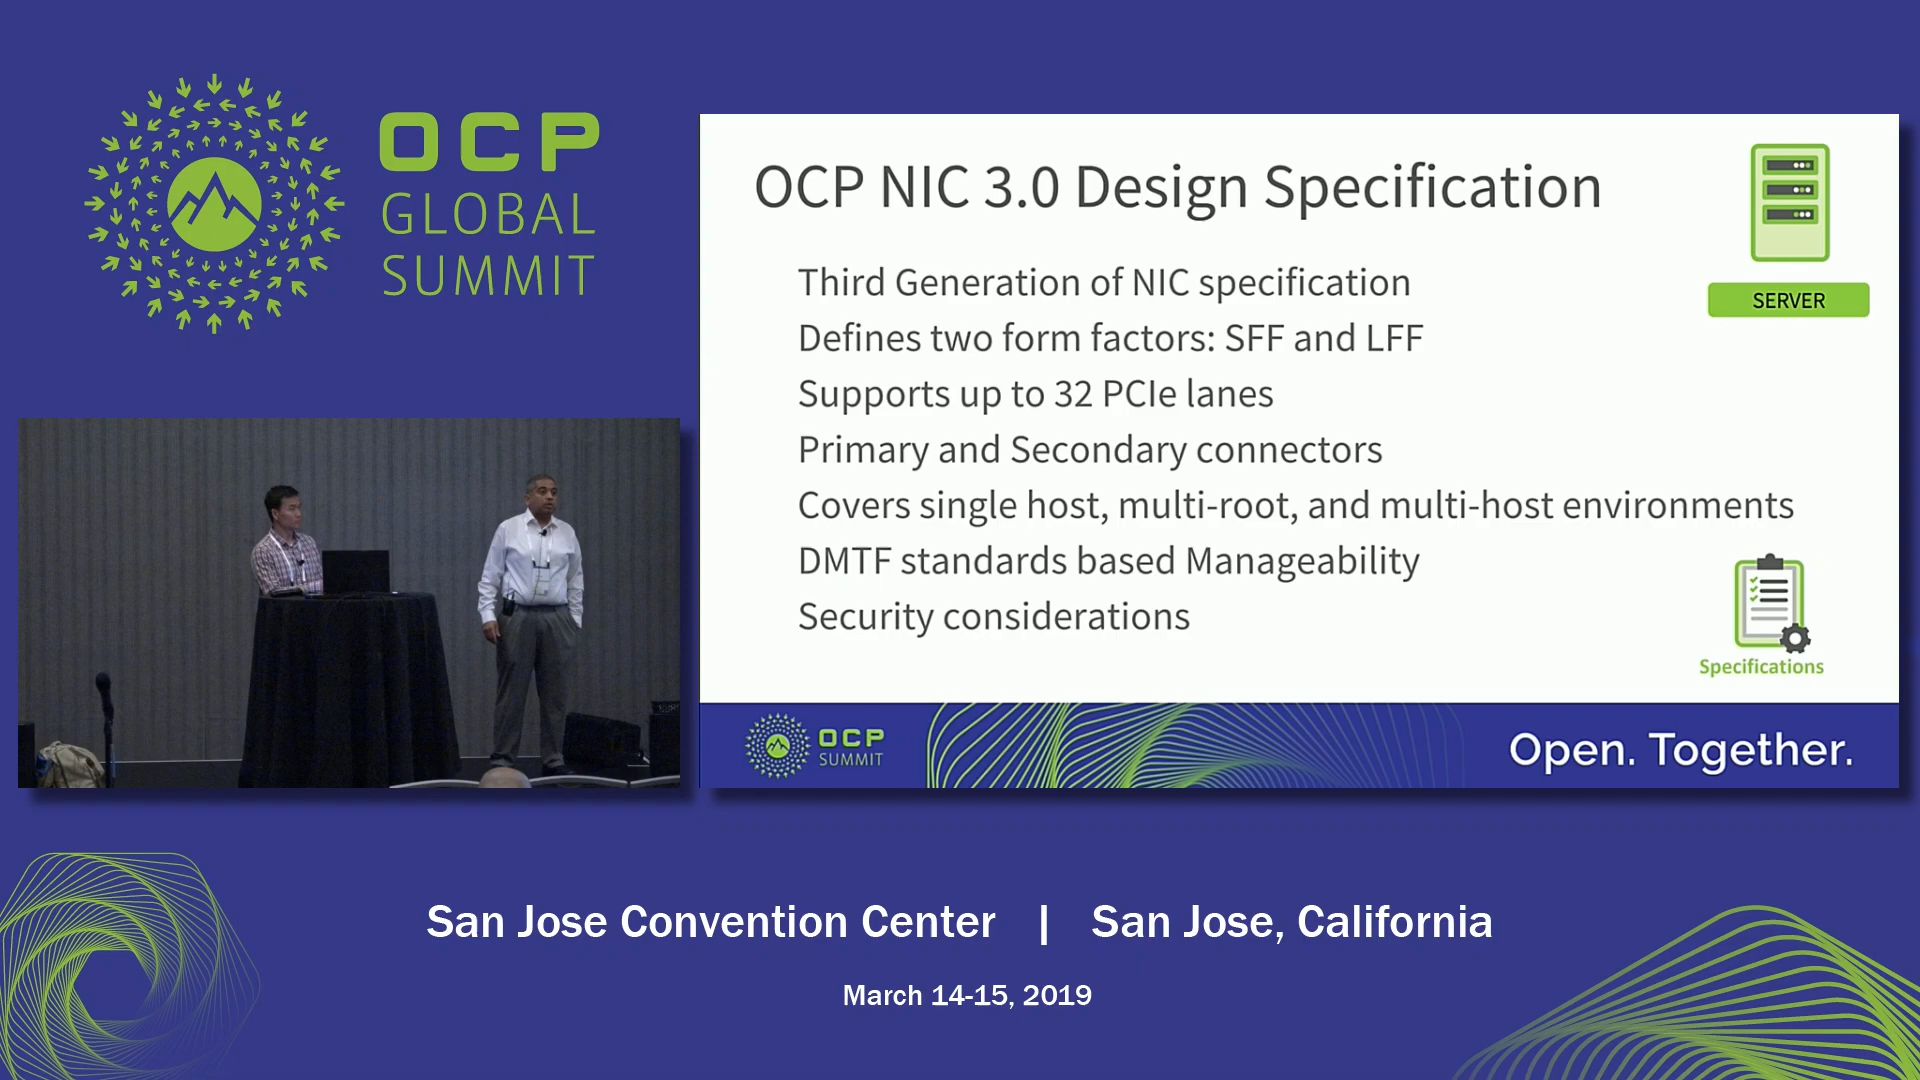 OCP
GLOBAL
SUMMIT
OCP NIC 3.0 Design Specification
SERVER
Third Generation of NIC specification
Defines two form factors: SFF and LFF
Supports up to 32 PCIe lanes
Primary and Secondary connectors
Covers single host, multi-root, and multi-host environments
DMTF standards based Manageability
Security considerations
Specifications
OCP
SUMMIT
Open. Together.
San Jose Convention Center | San Jose, California
March 14-15, 2019